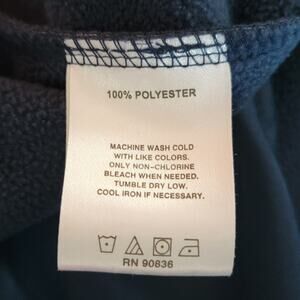 100% POLYESTER
MACHINE WASH COLD
WITH LIKE COLORS.
ONLY NON-CHLORINE
BLEACH WHEN NEEDED.
TUMBLE DRY LOW.
COOL IRON IF NECESSARY.
RN 90836